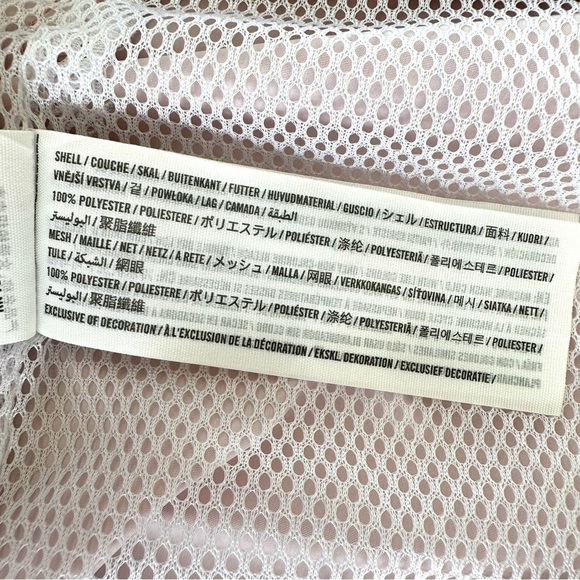 SHELL / COUCHE / SKAL / BUITENKANT / FUTTER / HUVUDMATERIAL / GUSCIO / シェル / ESTRUCTURA / 面料 / KUORI /
VNĚJŠÍ VRSTVA / 겉 / POWŁOKA / LAG / CAMADA / الطبقة /
100% POLYESTER / POLIESTERE / ポリエステル / POLIÉSTER / 涤纶 / POLYESTERIÄ / 폴리에스테르 / POLIESTER /
البوليستر / 聚脂纖維
MESH / MAILLE / NET / NETZ / A RETE / メッシュ / MALLA / 网眼 / VERKKOKANGAS / SÍŤOVINA / 메시 / SIATKA / NETT /
TULE / الشبكية / 網眼
100% POLYESTER / POLIESTERE / ポリエステル / POLIÉSTER / 涤纶 / POLYESTERIÄ / 폴리에스테르 / POLIESTER /
البوليستر / 聚脂纖維
EXCLUSIVE OF DECORATION / À L'EXCLUSION DE LA DÉCORATION / EKSKL. DEKORATION / EXCLUSIEF DECORATIE /